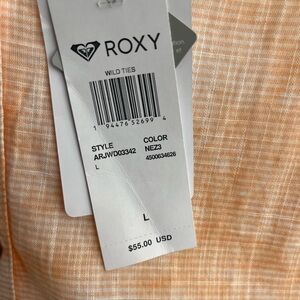 ROXY
WILD TIES
1 94476 52699 4
STYLE COLOR
ARJWD03342 NEZ3
L 4500634626
L
$55.00 USD